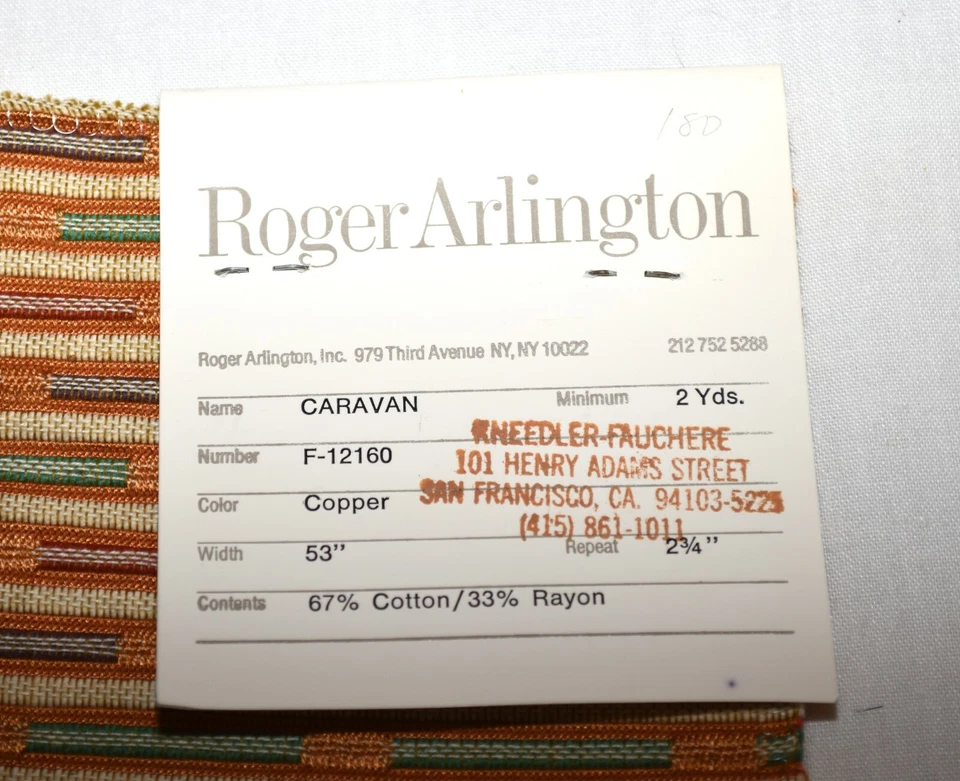 180
Roger Arlington
Roger Arlington, Inc. 979 Third Avenue NY, NY 10022 212 752 5288
Name CARAVAN Minimum 2 Yds.
KNEEDLER-FAUCHERE
Number F-12160 101 HENRY ADAMS STREET
Color Copper SAN FRANCISCO, CA. 94103-5225
(415) 861-1011
Width 53” Repeat 2¾”
Contents 67% Cotton/33% Rayon